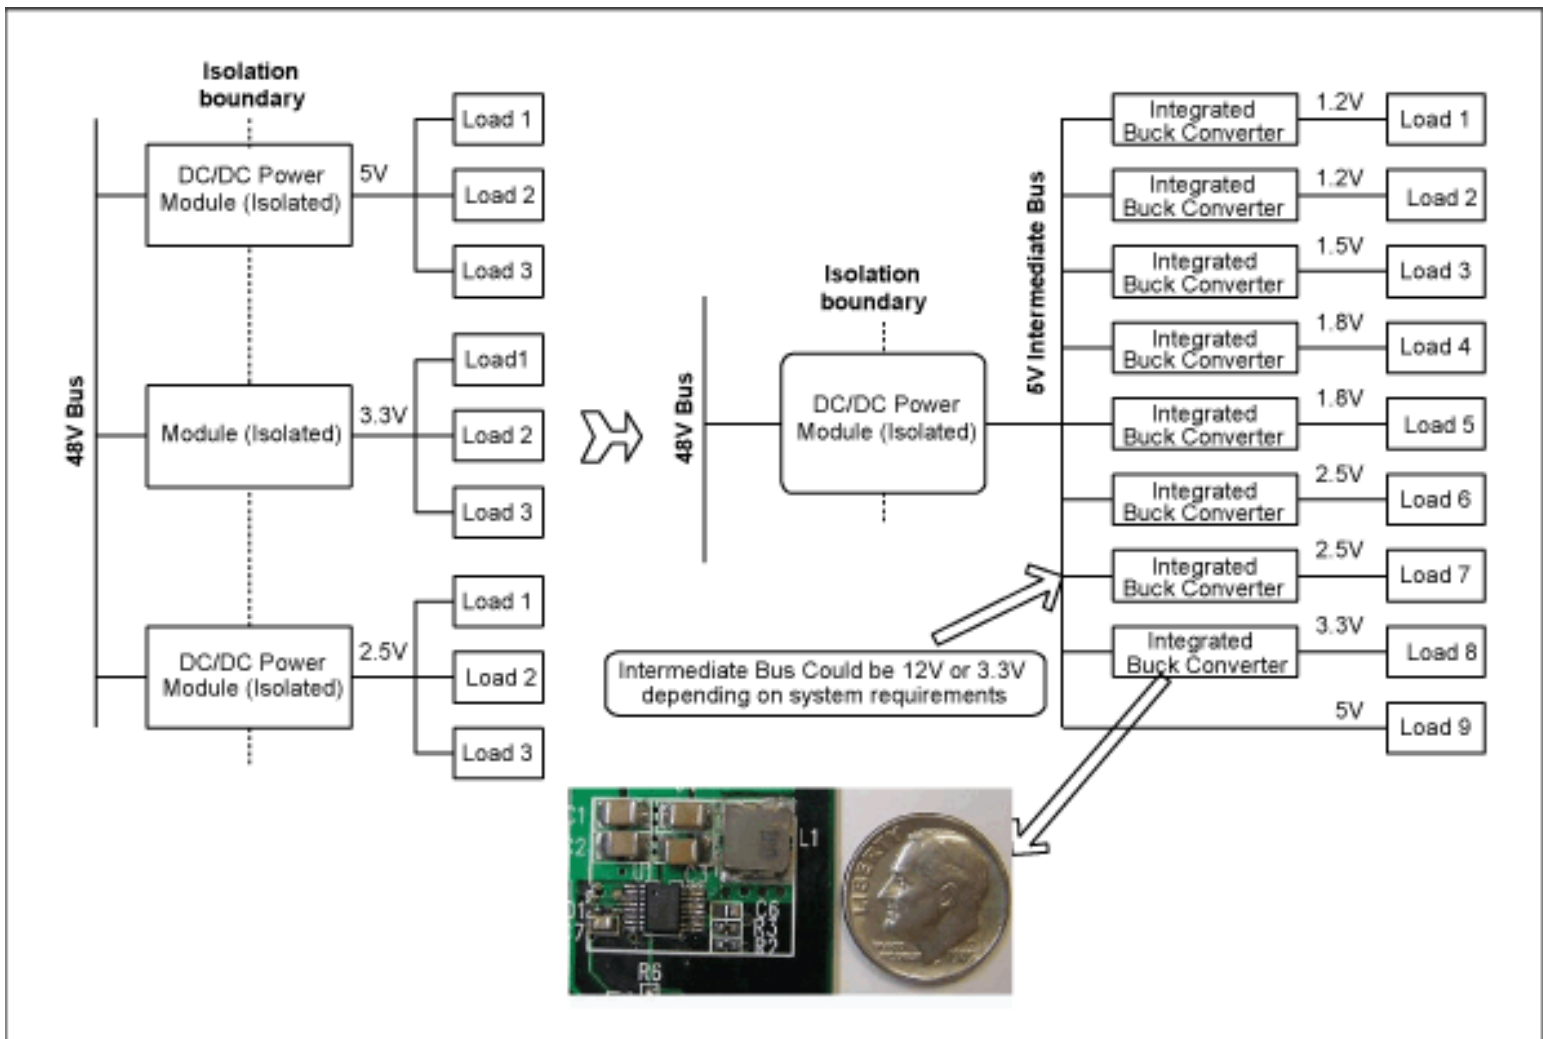 Isolation
boundary
48V Bus
DC/DC Power
Module (Isolated)
5V
Load 1
Load 2
Load 3
Module (Isolated)
3.3V
Load1
Load 2
Load 3
DC/DC Power
Module (Isolated)
2.5V
Load 1
Load 2
Load 3
48V Bus
Isolation
boundary
DC/DC Power
Module (Isolated)
5V Intermediate Bus
Integrated
Buck Converter
1.2V
Load 1
Integrated
Buck Converter
1.2V
Load 2
Integrated
Buck Converter
1.5V
Load 3
Integrated
Buck Converter
1.8V
Load 4
Integrated
Buck Converter
1.8V
Load 5
Integrated
Buck Converter
2.5V
Load 6
Integrated
Buck Converter
2.5V
Load 7
Integrated
Buck Converter
3.3V
Load 8
5V
Load 9
Intermediate Bus Could be 12V or 3.3V
depending on system requirements
C1
C2
L1
R6
LIBERTY